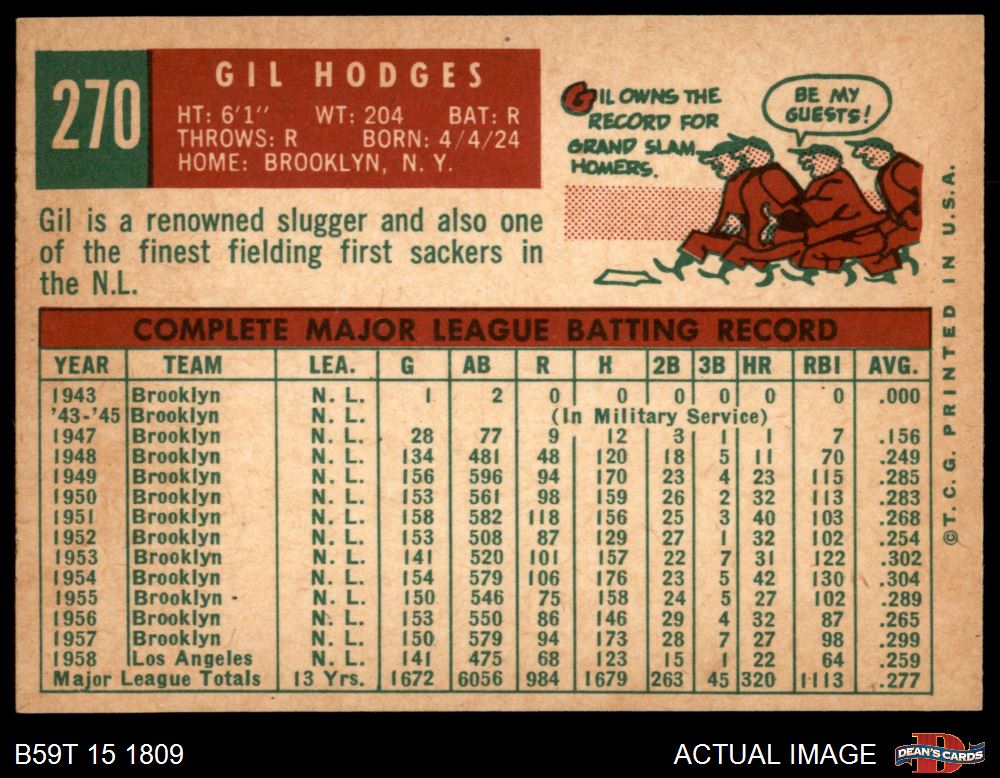 270
GIL HODGES
HT: 6'1" WT: 204 BAT: R
THROWS: R BORN: 4/4/24
HOME: BROOKLYN, N. Y.
GIL OWNS THE
RECORD FOR
GRAND SLAM
HOMERS.
BE MY
GUESTS!
Gil is a renowned slugger and also one
of the finest fielding first sackers in
the N.L.
COMPLETE MAJOR LEAGUE BATTING RECORD
YEAR TEAM LEA. G AB R H 2B 3B HR RBI AVG.
1943 Brooklyn N. L. 1 2 0 0 0 0 0 0 .000
'43-'45 Brooklyn (In Military Service)
1947 Brooklyn N. L. 28 77 9 12 3 1 1 7 .156
1948 Brooklyn N. L. 134 481 48 120 18 5 11 70 .249
1949 Brooklyn N. L. 156 596 94 170 23 4 23 115 .285
1950 Brooklyn N. L. 153 561 98 159 26 2 32 113 .283
1951 Brooklyn N. L. 158 582 118 156 25 3 40 103 .268
1952 Brooklyn N. L. 153 508 87 129 27 1 32 102 .254
1953 Brooklyn N. L. 141 520 101 157 22 7 31 122 .302
1954 Brooklyn N. L. 154 579 106 176 23 5 42 130 .304
1955 Brooklyn N. L. 150 546 75 158 24 5 27 102 .289
1956 Brooklyn N. L. 153 550 86 146 29 4 32 87 .265
1957 Brooklyn N. L. 150 579 94 173 28 7 27 98 .299
1958 Los Angeles N. L. 141 475 68 123 15 1 22 64 .259
Major League Totals 13 Yrs. 1672 6056 984 1679 263 45 320 1113 .277
©T. C. G. PRINTED IN U.S.A.
B59T 15 1809
ACTUAL IMAGE
DEAN'S CARDS